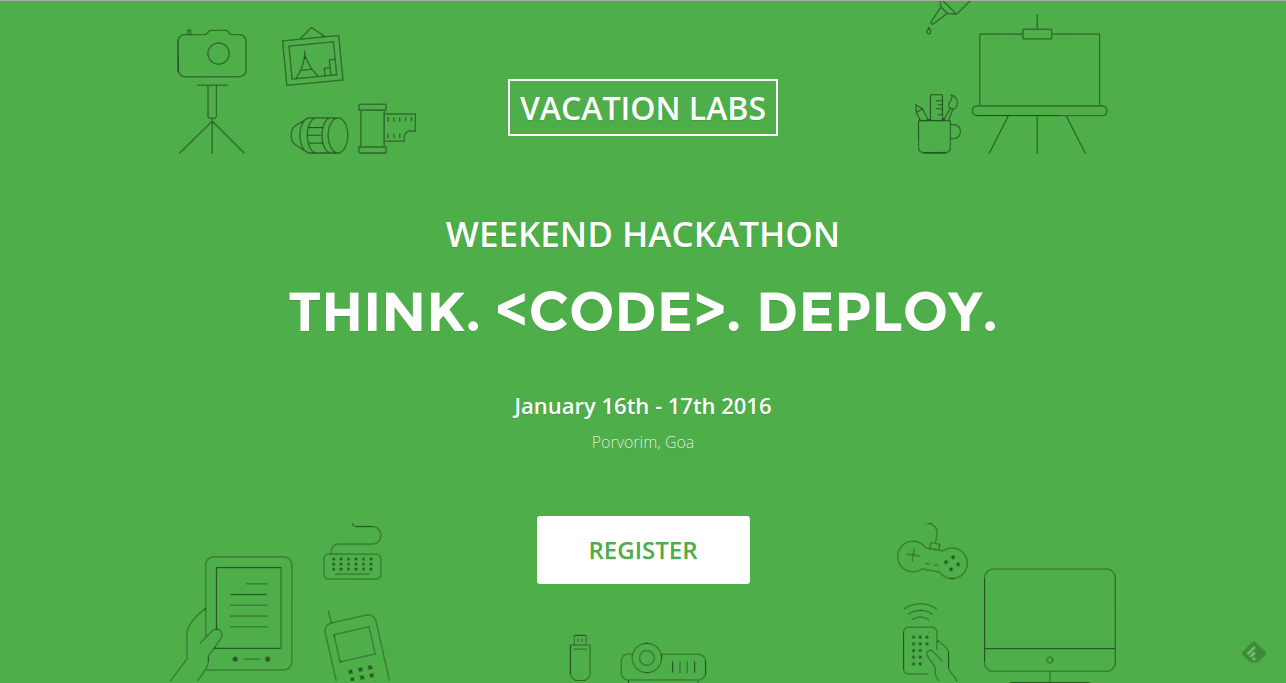 VACATION LABS
WEEKEND HACKATHON
THINK. <CODE>. DEPLOY.
January 16th - 17th 2016
Porvorim, Goa
REGISTER